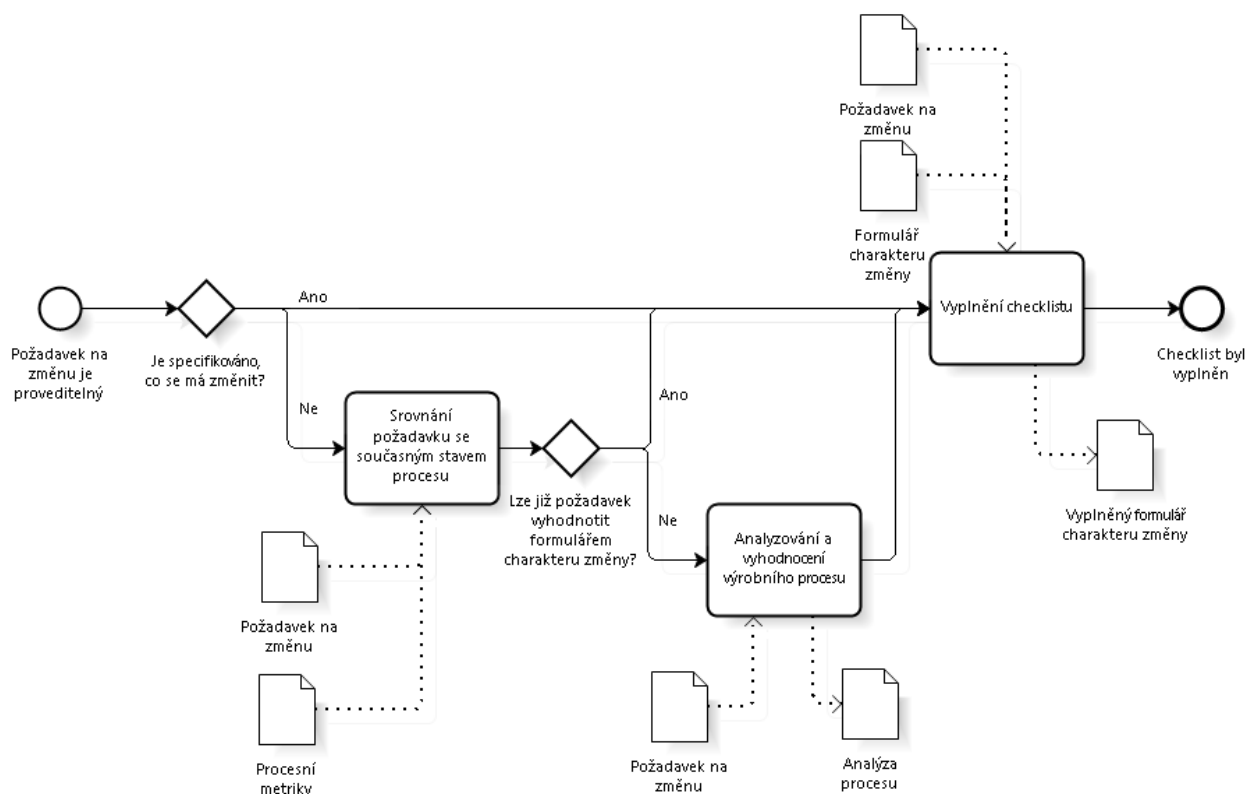 Požadavek na
změnu
Formulář
charakteru
změny
Ano
Vyplnění checklistu
Požadavek na
změnu je
proveditelný
Je specifikováno,
co se má změnit?
Checklist byl
vyplněn
Ne
Srovnání
požadavku se
současným stavem
procesu
Ano
Lze již požadavek
vyhodnotit
formulářem
charakteru změny?
Ne
Analyzování a
vyhodnocení
výrobního procesu
Vyplněný formulář
charakteru změny
Požadavek na
změnu
Procesní
metriky
Požadavek na
změnu
Analýza
procesu